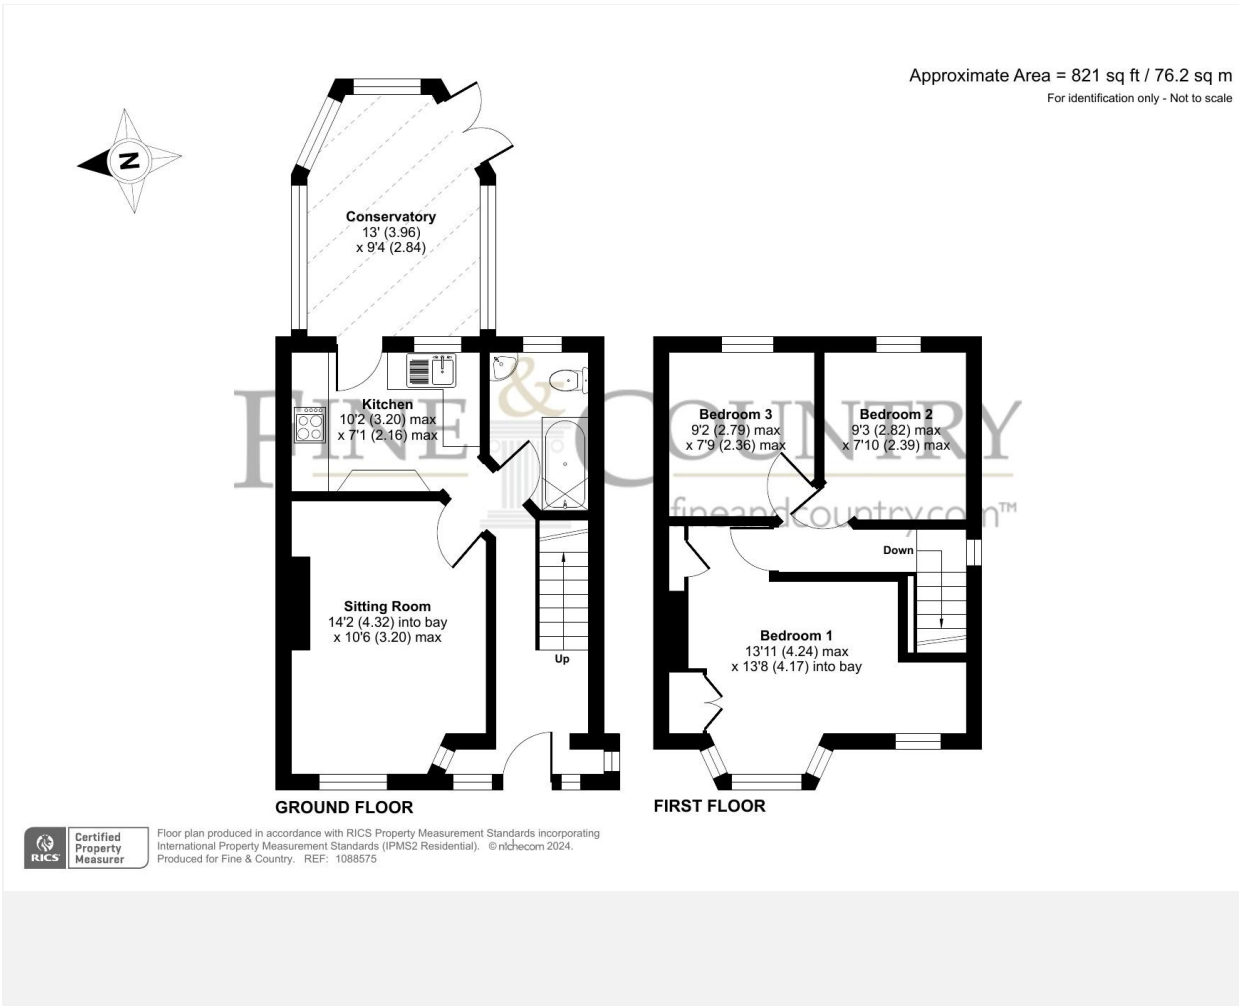 Approximate Area = 821 sq ft / 76.2 sq m
For identification only - Not to scale
N
Conservatory
13' (3.96)
x 9'4 (2.84)
FINE & COUNTRY
fineandcountry.com™
Kitchen
10'2 (3.20) max
x 7'1 (2.16) max
Bedroom 3
9'2 (2.79) max
x 7'9 (2.36) max
Bedroom 2
9'3 (2.82) max
x 7'10 (2.39) max
Down
Sitting Room
14'2 (4.32) into bay
x 10'6 (3.20) max
Up
Bedroom 1
13'11 (4.24) max
x 13'8 (4.17) into bay
GROUND FLOOR
FIRST FLOOR
RICS
Certified
Property
Measurer
Floor plan produced in accordance with RICS Property Measurement Standards incorporating
International Property Measurement Standards (IPMS2 Residential). © ntchecom 2024.
Produced for Fine & Country. REF: 1088575